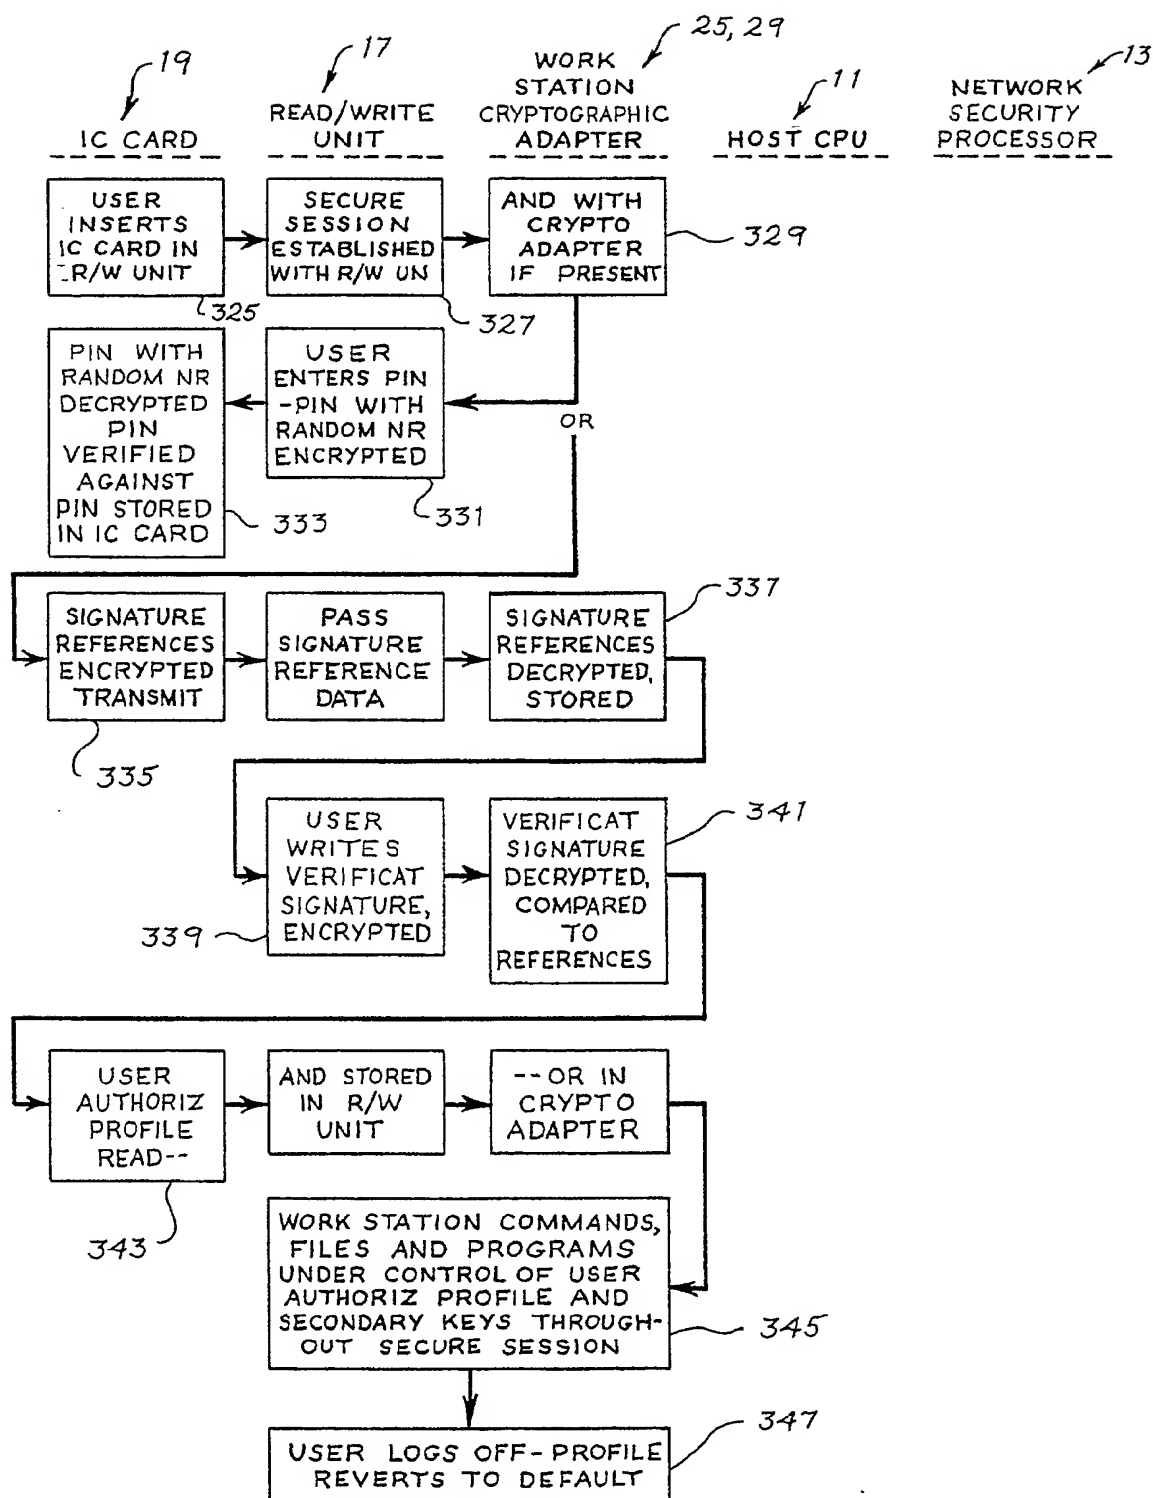 19
IC CARD
17
READ/WRITE
UNIT
25, 29
WORK
STATION
CRYPTOGRAPHIC
ADAPTER
11
HOST CPU
13
NETWORK
SECURITY
PROCESSOR
USER
INSERTS
IC CARD IN
R/W UNIT
325
SECURE
SESSION
ESTABLISHED
WITH R/W UN
327
AND WITH
CRYPTO
ADAPTER
IF PRESENT
329
PIN WITH
RANDOM NR
DECRYPTED
PIN
VERIFIED
AGAINST
PIN STORED
IN IC CARD
333
USER
ENTERS PIN
-PIN WITH
RANDOM NR
ENCRYPTED
331
OR
SIGNATURE
REFERENCES
ENCRYPTED
TRANSMIT
335
PASS
SIGNATURE
REFERENCE
DATA
SIGNATURE
REFERENCES
DECRYPTED,
STORED
337
USER
WRITES
VERIFICAT
SIGNATURE,
ENCRYPTED
339
VERIFICAT
SIGNATURE
DECRYPTED,
COMPARED
TO
REFERENCES
341
USER
AUTHORIZ
PROFILE
READ--
343
AND STORED
IN R/W
UNIT
--OR IN
CRYPTO
ADAPTER
WORK STATION COMMANDS,
FILES AND PROGRAMS
UNDER CONTROL OF USER
AUTHORIZ PROFILE AND
SECONDARY KEYS THROUGH-
OUT SECURE SESSION
345
USER LOGS OFF-PROFILE
REVERTS TO DEFAULT
347